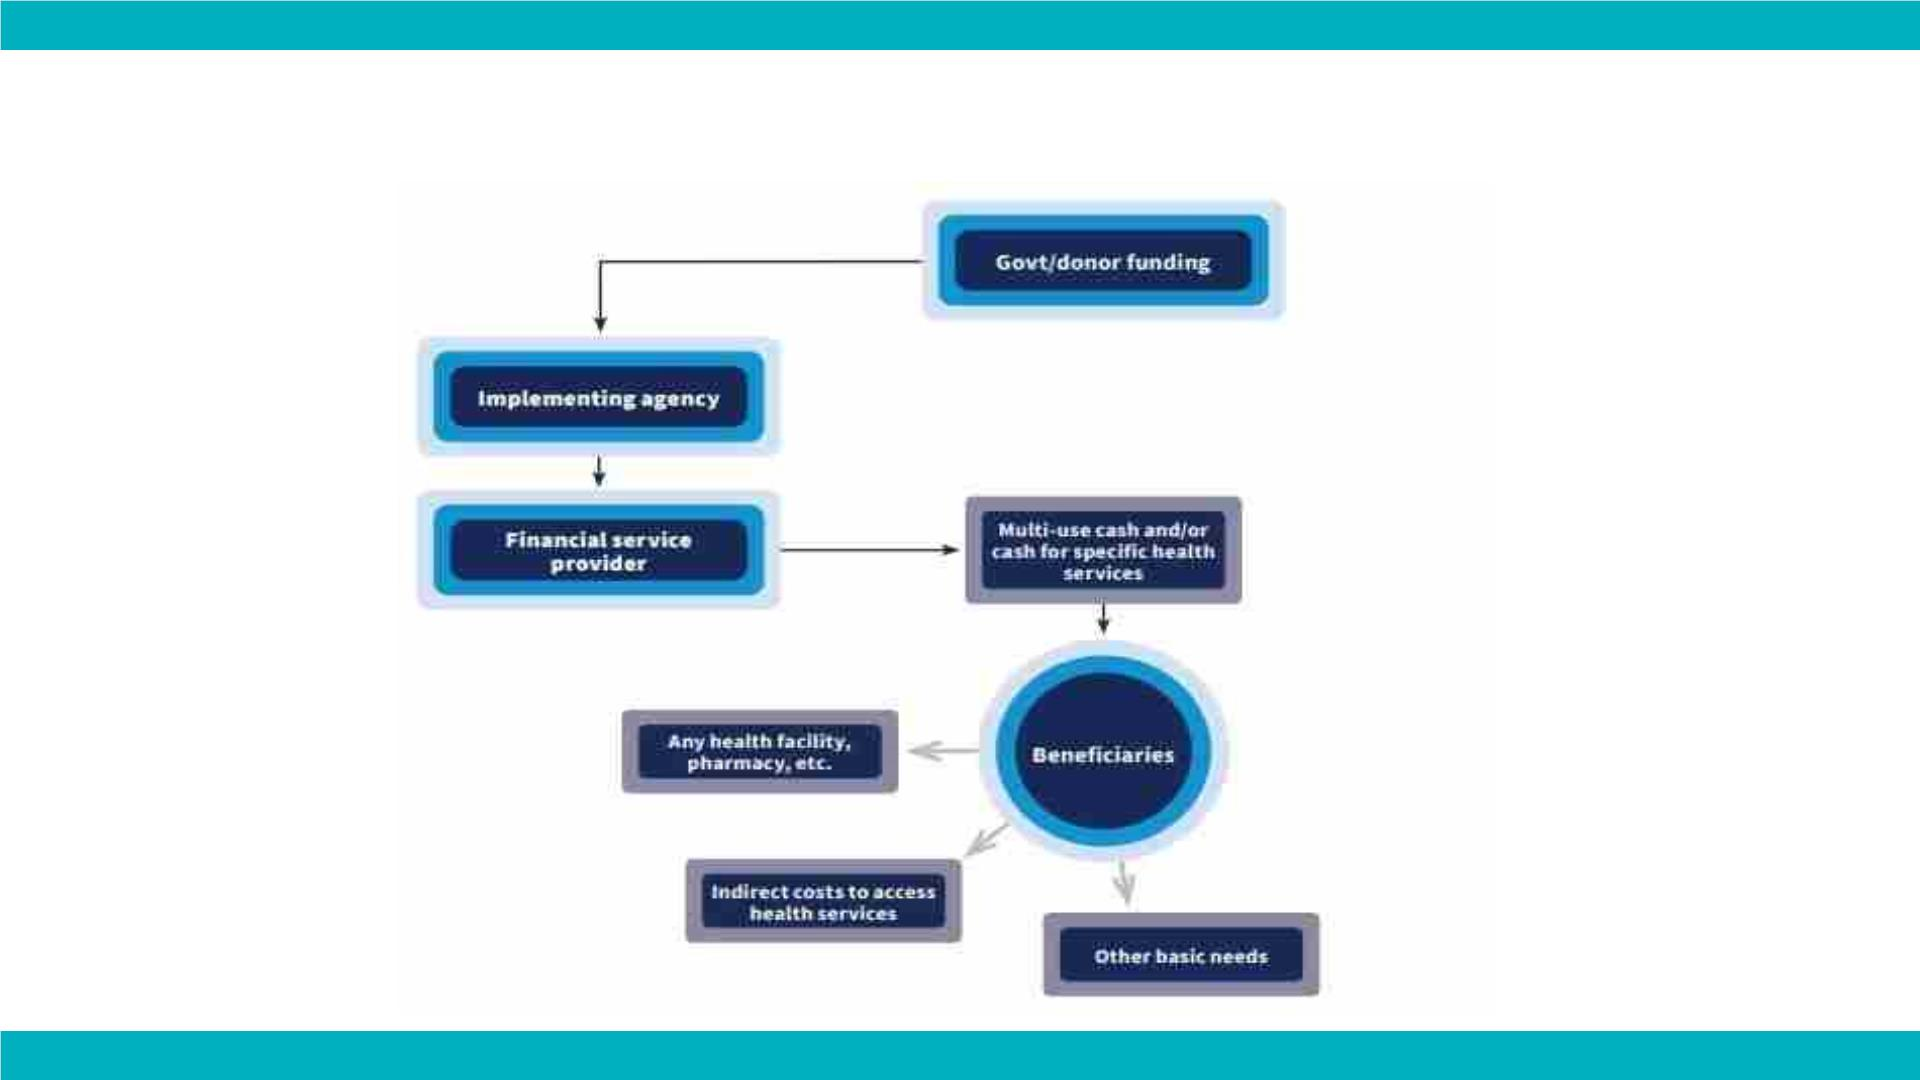 Govt/donor funding
Implementing agency
Financial service
provider
Multi-use cash and/or
cash for specific health
services
Beneficiaries
Any health facility,
pharmacy, etc.
Indirect costs to access
health services
Other basic needs